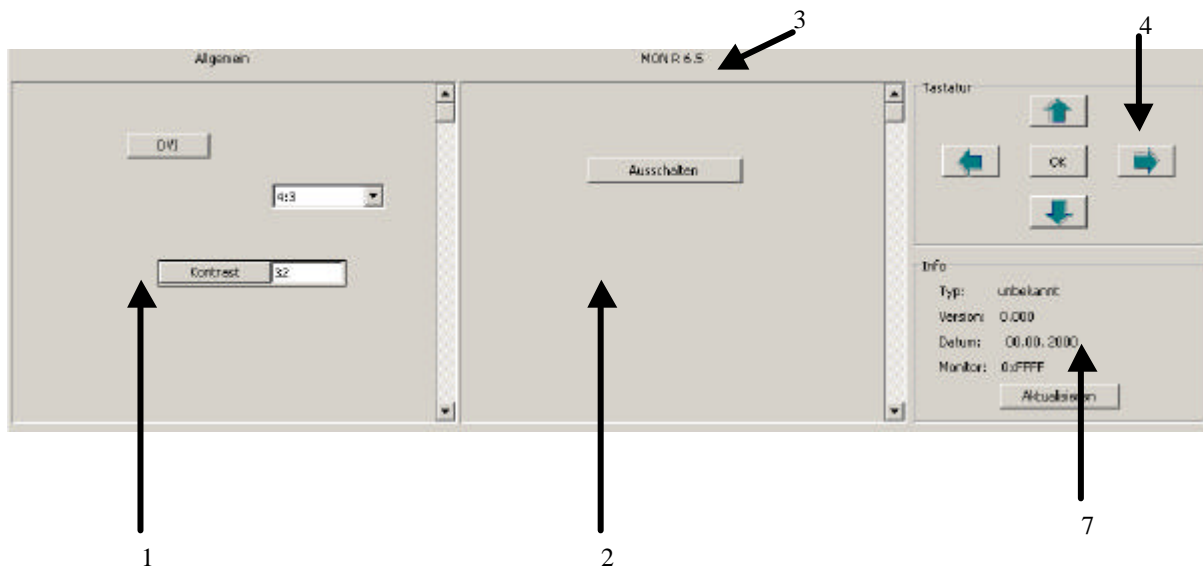 3
4
Allgemein
MON R 6.5
Tastatur
DVI
Ausschalten
OK
4:3
Kontrast 32
Info
Typ: unbekannt
Version: 0.000
Datum: 00.00.2000
Monitor: 0xFFFF
Aktualisieren
7
1
2